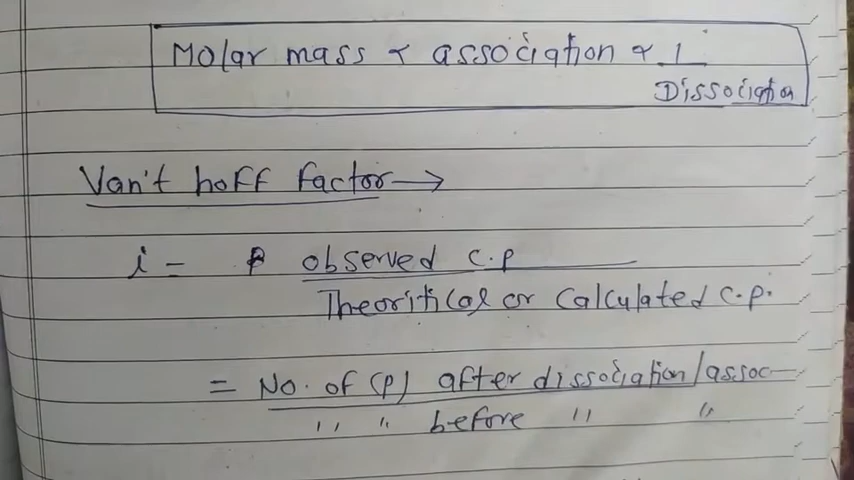 Molar mass ∝ association ∝ 1
Dissociation
Van't hoff factor →
i = observed c.p
Theoritical or Calculated c.p.
= No. of (P) after dissociation/assoc-
" " before " "